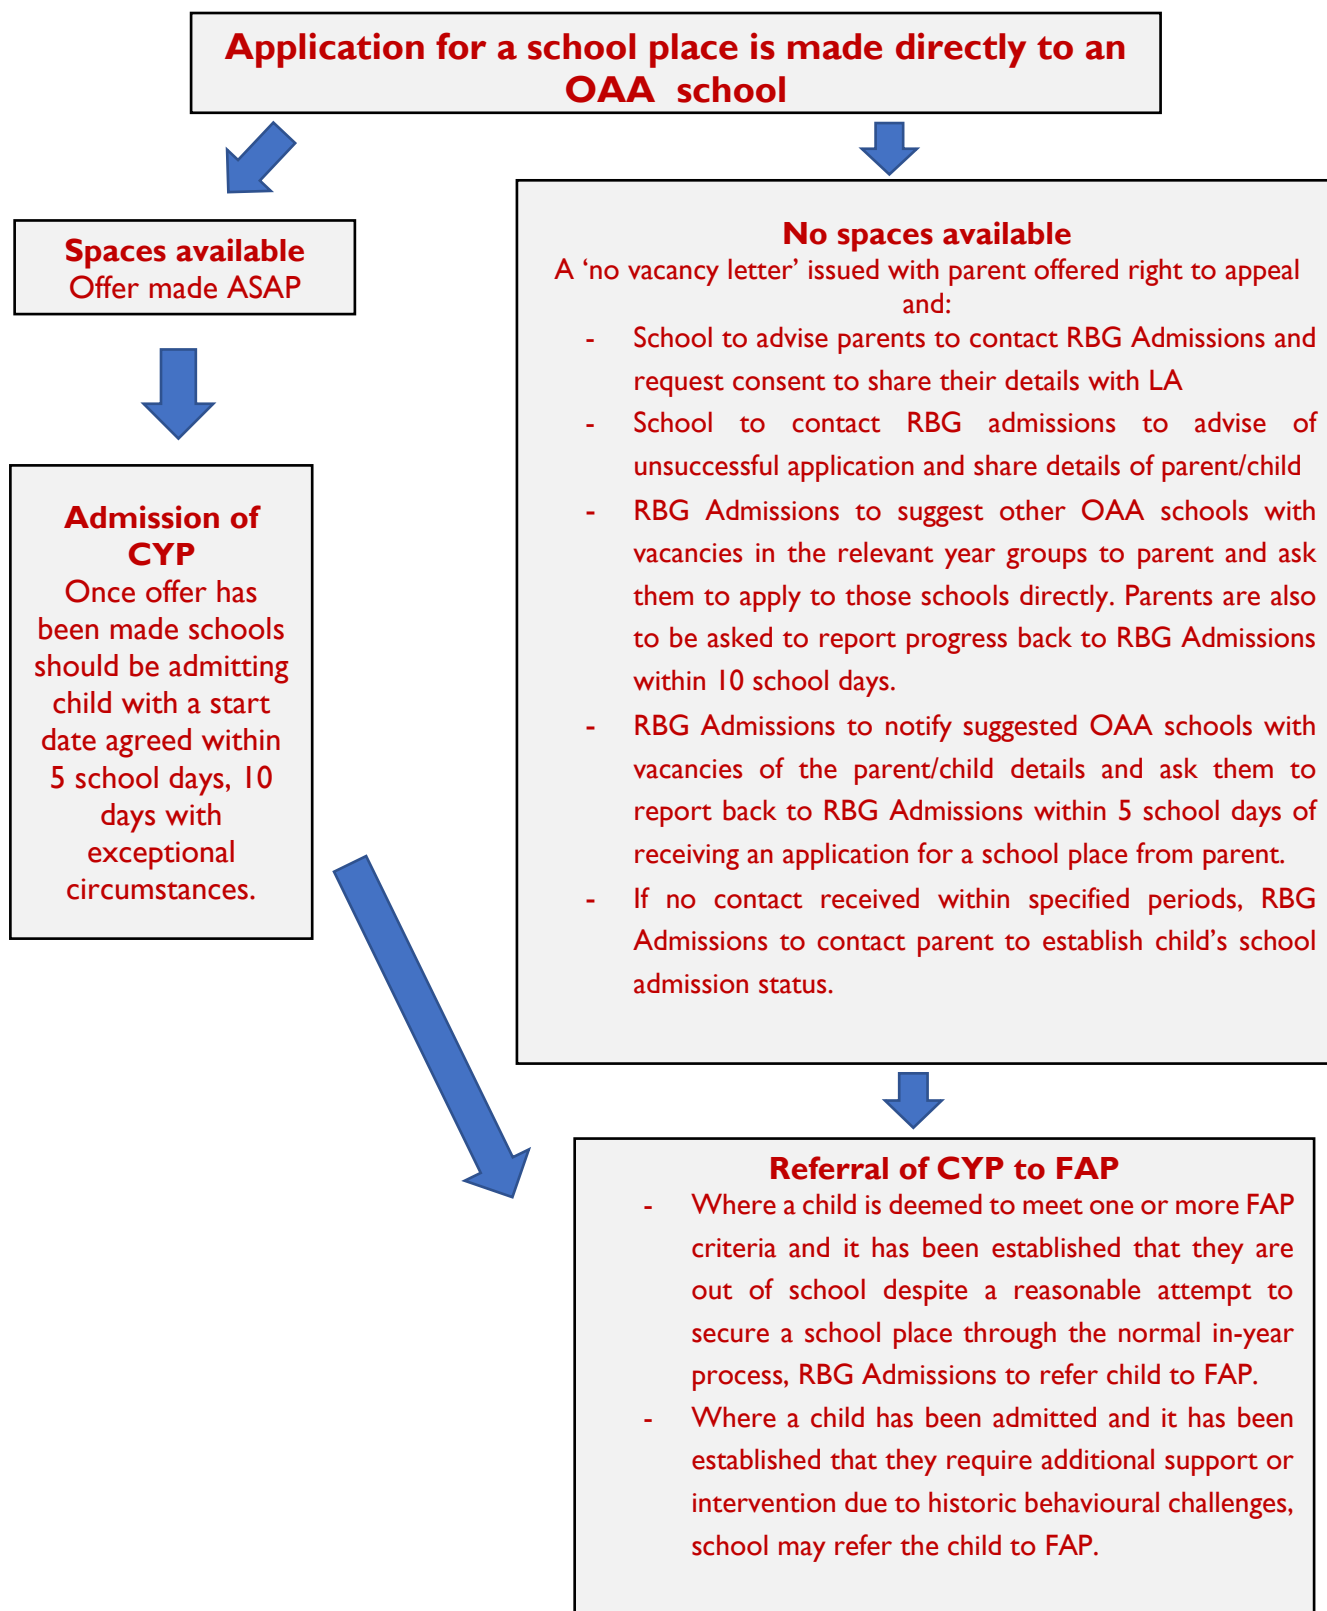 Application for a school place is made directly to an
OAA  school
Spaces available
Offer made ASAP
Admission of
CYP
Once offer has
been made schools
should be admitting
child with a start
date agreed within
5 school days, 10
days with
exceptional
circumstances.
No spaces available
A ‘no vacancy letter’ issued with parent offered right to appeal
and:
- School to advise parents to contact RBG Admissions and
request consent to share their details with LA
- School to contact RBG admissions to advise of
unsuccessful application and share details of parent/child
- RBG Admissions to suggest other OAA schools with
vacancies in the relevant year groups to parent and ask
them to apply to those schools directly. Parents are also
to be asked to report progress back to RBG Admissions
within 10 school days.
- RBG Admissions to notify suggested OAA schools with
vacancies of the parent/child details and ask them to
report back to RBG Admissions within 5 school days of
receiving an application for a school place from parent.
- If no contact received within specified periods, RBG
Admissions to contact parent to establish child’s school
admission status.
Referral of CYP to FAP
- Where a child is deemed to meet one or more FAP
criteria and it has been established that they are
out of school despite a reasonable attempt to
secure a school place through the normal in-year
process, RBG Admissions to refer child to FAP.
- Where a child has been admitted and it has been
established that they require additional support or
intervention due to historic behavioural challenges,
school may refer the child to FAP.